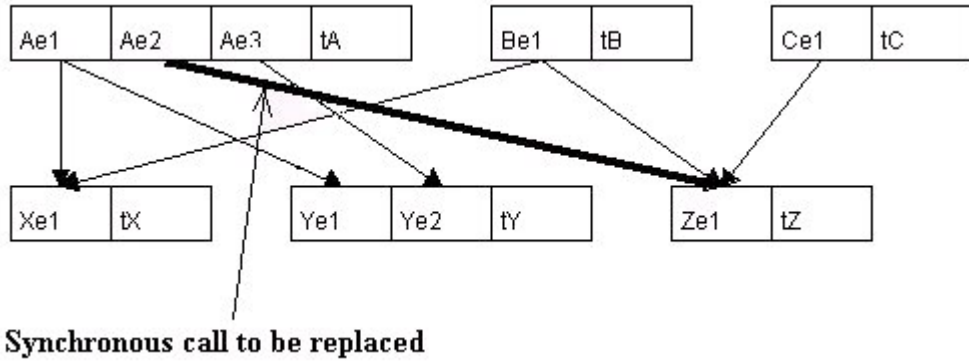 Ae1 Ae2 Ae3 tA Be1 tB Ce1 tC
Xe1 tX Ye1 Ye2 tY Ze1 tZ
Synchronous call to be replaced